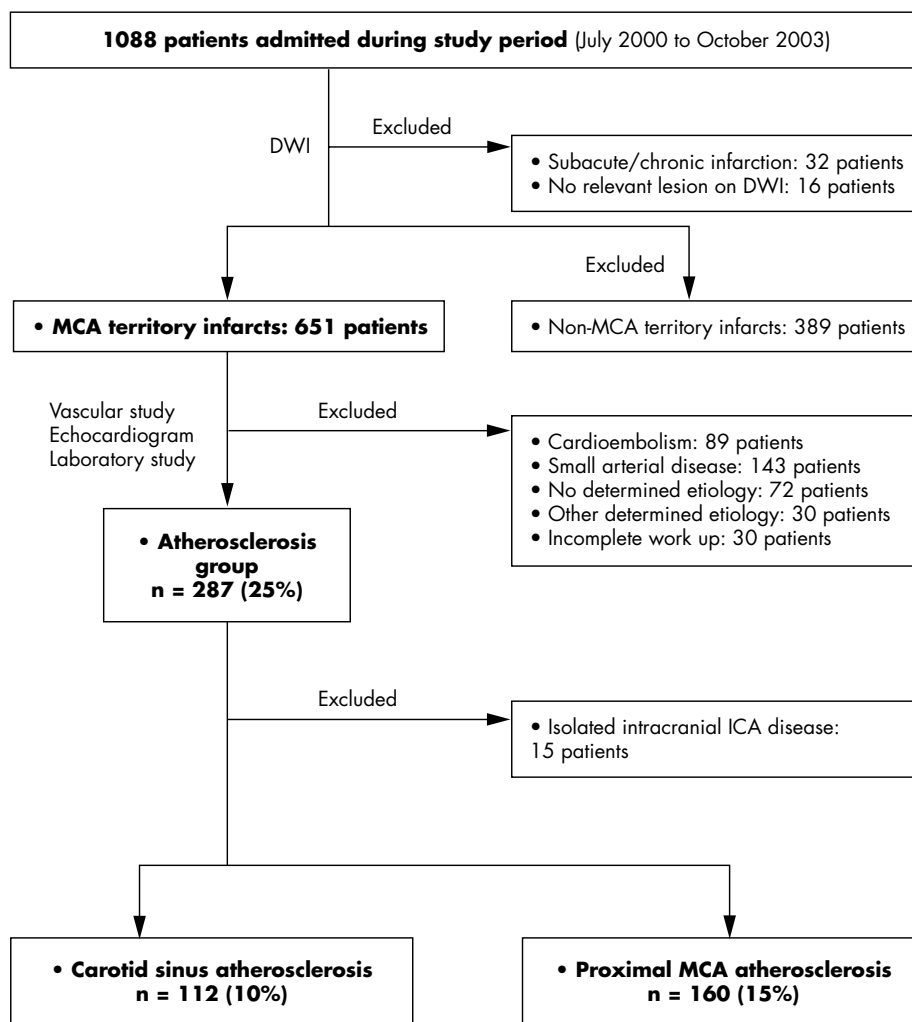 1088 patients admitted during study period (July 2000 to October 2003)
DWI
Excluded
• Subacute/chronic infarction: 32 patients
• No relevant lesion on DWI: 16 patients
Excluded
• MCA territory infarcts: 651 patients
• Non-MCA territory infarcts: 389 patients
Vascular study
Echocardiogram
Laboratory study
Excluded
• Cardioembolism: 89 patients
• Small arterial disease: 143 patients
• No determined etiology: 72 patients
• Other determined etiology: 30 patients
• Incomplete work up: 30 patients
• Atherosclerosis
group
n = 287 (25%)
Excluded
• Isolated intracranial ICA disease:
15 patients
• Carotid sinus atherosclerosis
n = 112 (10%)
• Proximal MCA atherosclerosis
n = 160 (15%)